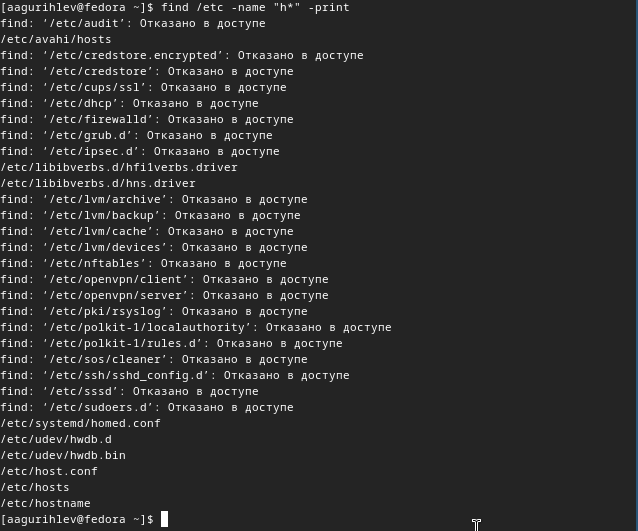 [aagurihlev@fedora ~]$ find /etc -name "h*" -print
find: '/etc/audit': Отказано в доступе
/etc/avahi/hosts
find: '/etc/credstore.encrypted': Отказано в доступе
find: '/etc/credstore': Отказано в доступе
find: '/etc/cups/ssl': Отказано в доступе
find: '/etc/dhcp': Отказано в доступе
find: '/etc/firewalld': Отказано в доступе
find: '/etc/grub.d': Отказано в доступе
find: '/etc/ipsec.d': Отказано в доступе
/etc/libibverbs.d/hfi1verbs.driver
/etc/libibverbs.d/hns.driver
find: '/etc/lvm/archive': Отказано в доступе
find: '/etc/lvm/backup': Отказано в доступе
find: '/etc/lvm/cache': Отказано в доступе
find: '/etc/lvm/devices': Отказано в доступе
find: '/etc/nftables': Отказано в доступе
find: '/etc/openvpn/client': Отказано в доступе
find: '/etc/openvpn/server': Отказано в доступе
find: '/etc/pki/rsyslog': Отказано в доступе
find: '/etc/polkit-1/localauthority': Отказано в доступе
find: '/etc/polkit-1/rules.d': Отказано в доступе
find: '/etc/sos/cleaner': Отказано в доступе
find: '/etc/ssh/sshd_config.d': Отказано в доступе
find: '/etc/sssd': Отказано в доступе
find: '/etc/sudoers.d': Отказано в доступе
/etc/systemd/homed.conf
/etc/udev/hwdb.d
/etc/udev/hwdb.bin
/etc/host.conf
/etc/hosts
/etc/hostname
[aagurihlev@fedora ~]$